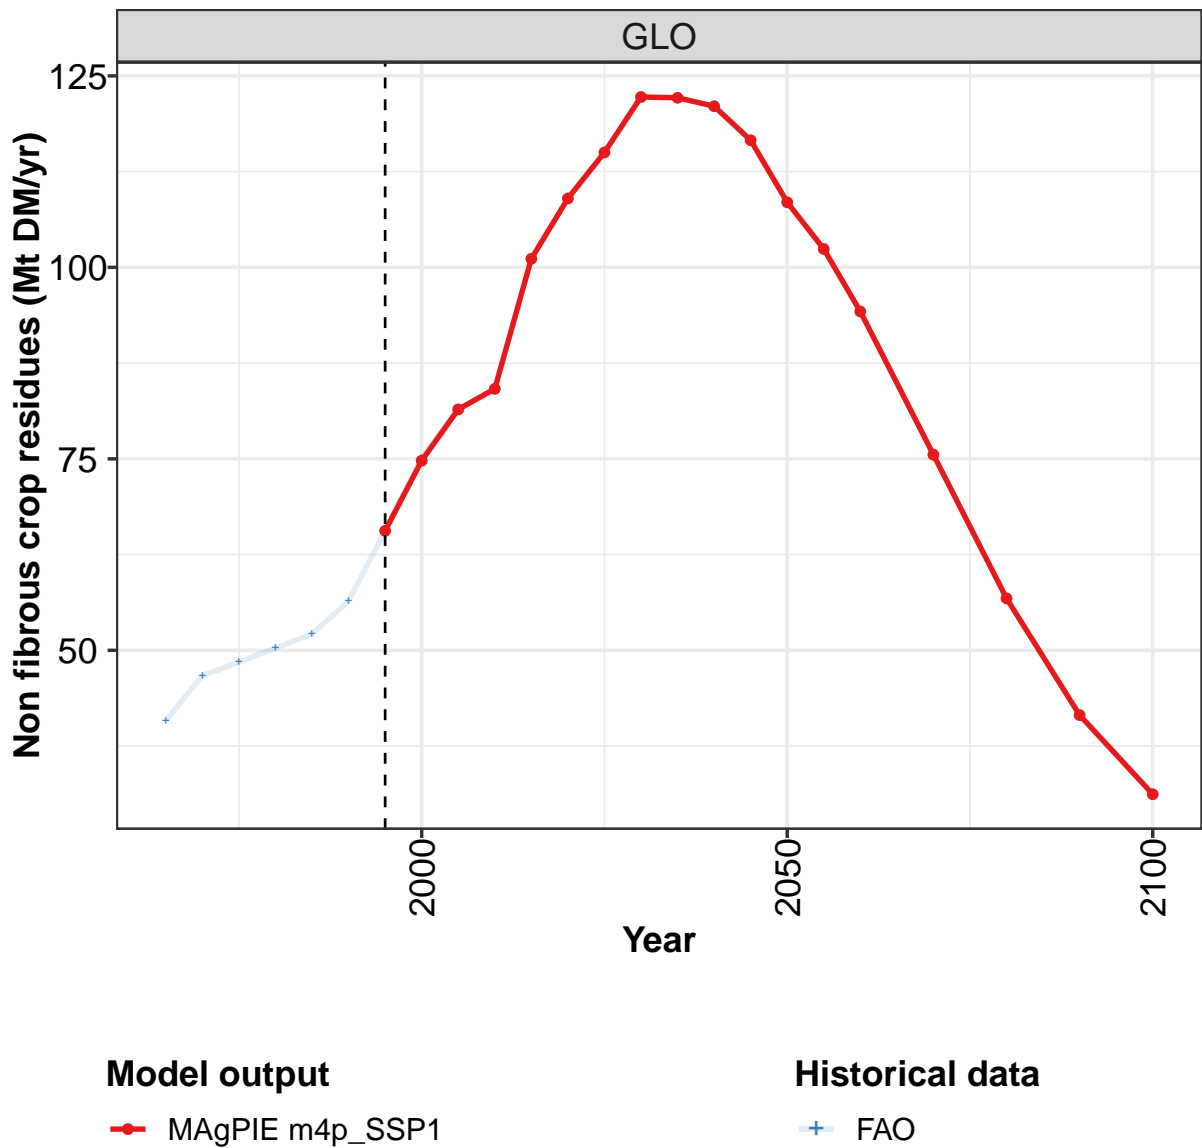 GLO
Non fibrous crop residues (Mt DM/yr)
125
100
75
50
2000
2050
2100
Year
Model output
Historical data
MAgPIE m4p_SSP1
FAO